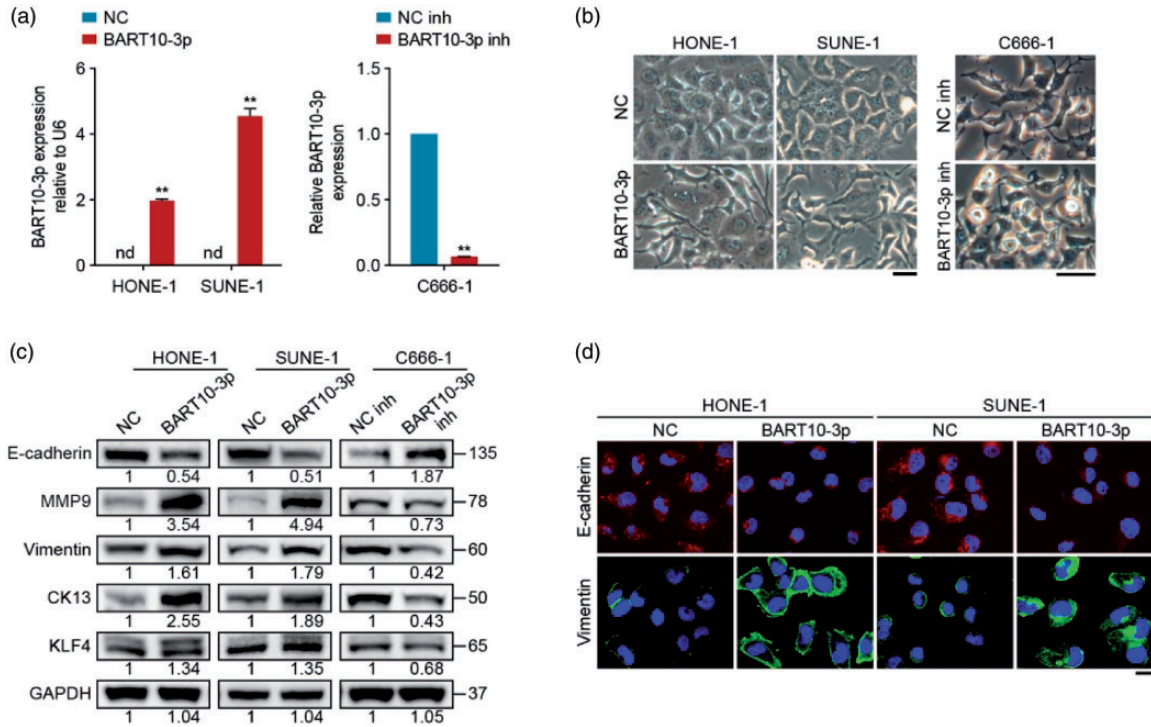 (a)
NC
BART10-3p
BART10-3p expression
relative to U6
6
4
2
0
nd
**
nd
**
HONE-1 SUNE-1
NC inh
BART10-3p inh
Relative BART10-3p
expression
1.5
1.0
0.5
0.0
**
C666-1
(b)
HONE-1 SUNE-1 C666-1
NC
BART10-3p
NC inh
BART10-3p inh
(c)
HONE-1 SUNE-1 C666-1
NC BART10-3p NC BART10-3p NC inh BART10-3p inh
E-cadherin 135
1 0.54 1 0.51 1 1.87
MMP9 78
1 3.54 1 4.94 1 0.73
Vimentin 60
1 1.61 1 1.79 1 0.42
CK13 50
1 2.55 1 1.89 1 0.43
KLF4 65
1 1.34 1 1.35 1 0.68
GAPDH 37
1 1.04 1 1.04 1 1.05
(d)
HONE-1 SUNE-1
NC BART10-3p NC BART10-3p
E-cadherin
Vimentin